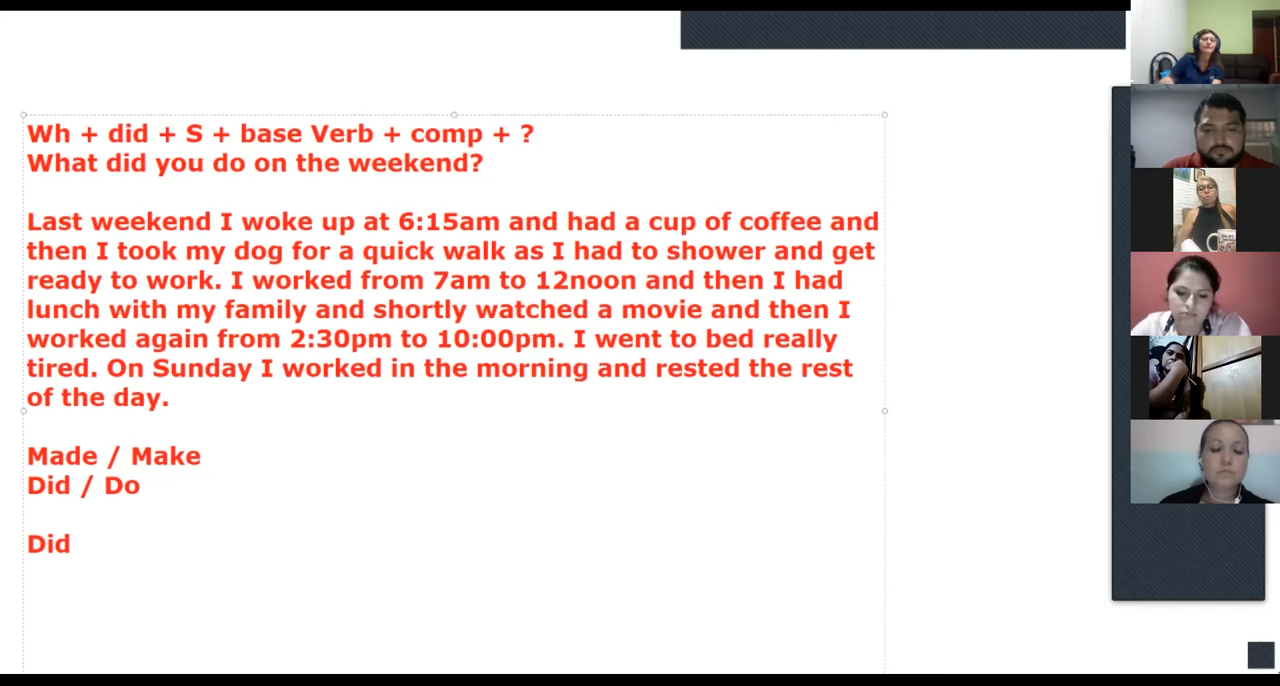 Wh + did + S + base Verb + comp + ?
What did you do on the weekend?
Last weekend I woke up at 6:15am and had a cup of coffee and
then I took my dog for a quick walk as I had to shower and get
ready to work. I worked from 7am to 12noon and then I had
lunch with my family and shortly watched a movie and then I
worked again from 2:30pm to 10:00pm. I went to bed really
tired. On Sunday I worked in the morning and rested the rest
of the day.
Made / Make
Did / Do
Did